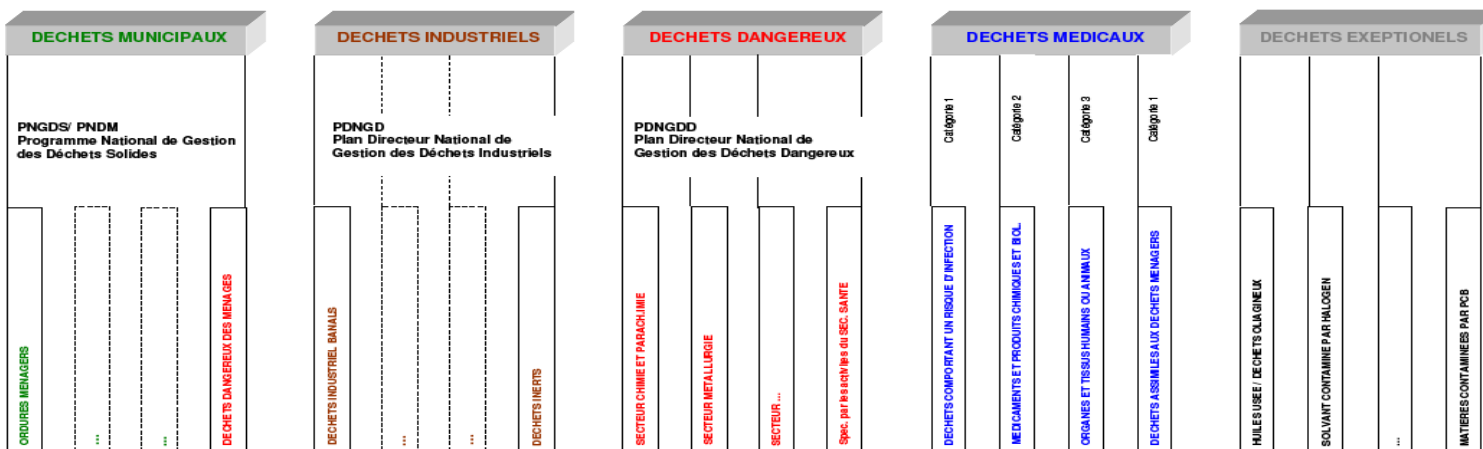 DECHETS MUNICIPAUX
PNGDS/ PNDM
Programme National de Gestion
des Déchets Solides
ORDURES MENAGERS
...
...
DECHETS DANGEREUX DES MENAGES
DECHETS INDUSTRIELS
PDNGD
Plan Directeur National de
Gestion des Déchets Industriels
DECHETS INDUSTRIEL BANALS
...
...
DECHETS INERTS
DECHETS DANGEREUX
PDNGDD
Plan Directeur National de
Gestion des Déchets Dangereux
SECTEUR CHIMIE ET PARACHJMIE
SECTEUR METALLURGIE
SECTEUR ...
Spec. par les activites du SEC. SANTE
DECHETS MEDICAUX
Catégorie 1
Catégorie 2
Catégorie 3
Catégorie 1
DECHETS COMPORTANT UN RISQUE D'INFECTION
MEDICAMENTS ET PRODUITS CHIMIQUES ET BIOL.
ORGANES ET TISSUS HUMAINS OU ANIMAUX
DECHETS ASSIMILES AUX DECHETS MENAGERS
DECHETS EXEPTIONELS
HUILES USEE / DECHETS OLIAGINEUX
SOLVANT CONTAMINE PAR HALOGEN
...
MATIERES CONTAMINEES PAR PCB